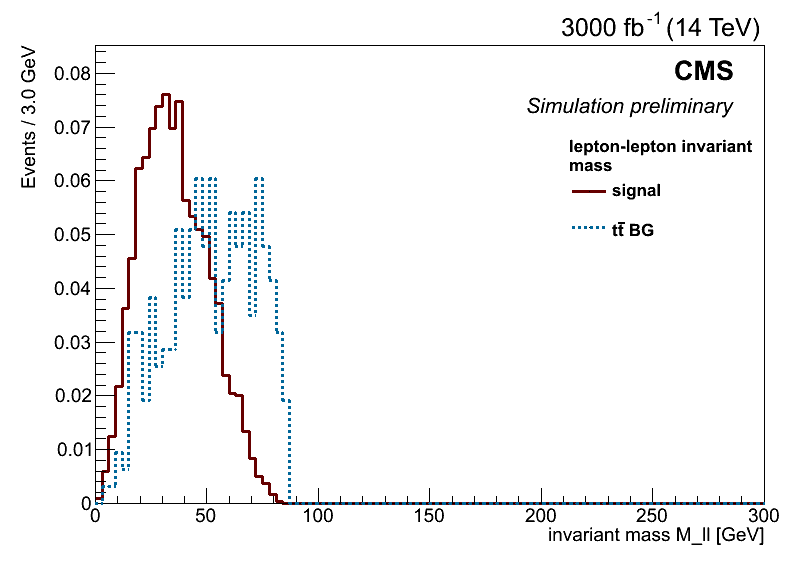 3000 fb⁻¹ (14 TeV)
CMS
Simulation preliminary
lepton-lepton invariant
mass
signal
tt̄ BG
Events / 3.0 GeV
0.08
0.07
0.06
0.05
0.04
0.03
0.02
0.01
0
0 50 100 150 200 250 300
invariant mass M_ll [GeV]